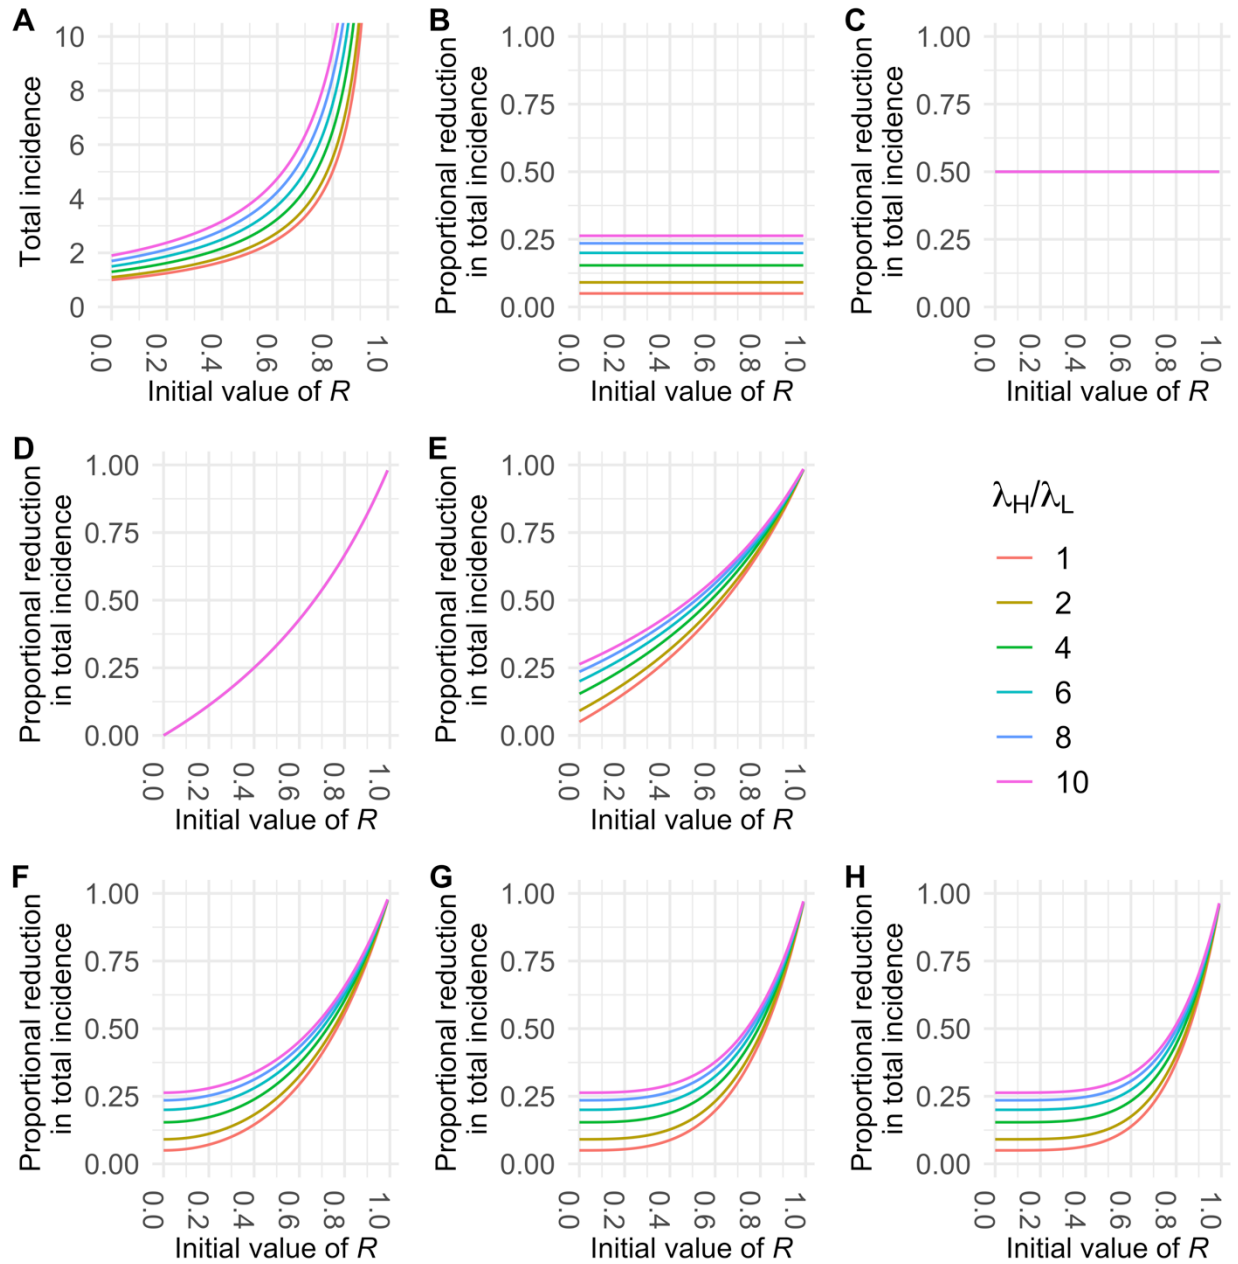 A
Total incidence
10
8
6
4
2
0
0.0 0.2 0.4 0.6 0.8 1.0
Initial value of R
B
Proportional reduction
in total incidence
1.00
0.75
0.50
0.25
0.00
0.0 0.2 0.4 0.6 0.8 1.0
Initial value of R
C
Proportional reduction
in total incidence
1.00
0.75
0.50
0.25
0.00
0.0 0.2 0.4 0.6 0.8 1.0
Initial value of R
D
Proportional reduction
in total incidence
1.00
0.75
0.50
0.25
0.00
0.0 0.2 0.4 0.6 0.8 1.0
Initial value of R
E
Proportional reduction
in total incidence
1.00
0.75
0.50
0.25
0.00
0.0 0.2 0.4 0.6 0.8 1.0
Initial value of R
λH/λL
1
2
4
6
8
10
F
Proportional reduction
in total incidence
1.00
0.75
0.50
0.25
0.00
0.0 0.2 0.4 0.6 0.8 1.0
Initial value of R
G
Proportional reduction
in total incidence
1.00
0.75
0.50
0.25
0.00
0.0 0.2 0.4 0.6 0.8 1.0
Initial value of R
H
Proportional reduction
in total incidence
1.00
0.75
0.50
0.25
0.00
0.0 0.2 0.4 0.6 0.8 1.0
Initial value of R